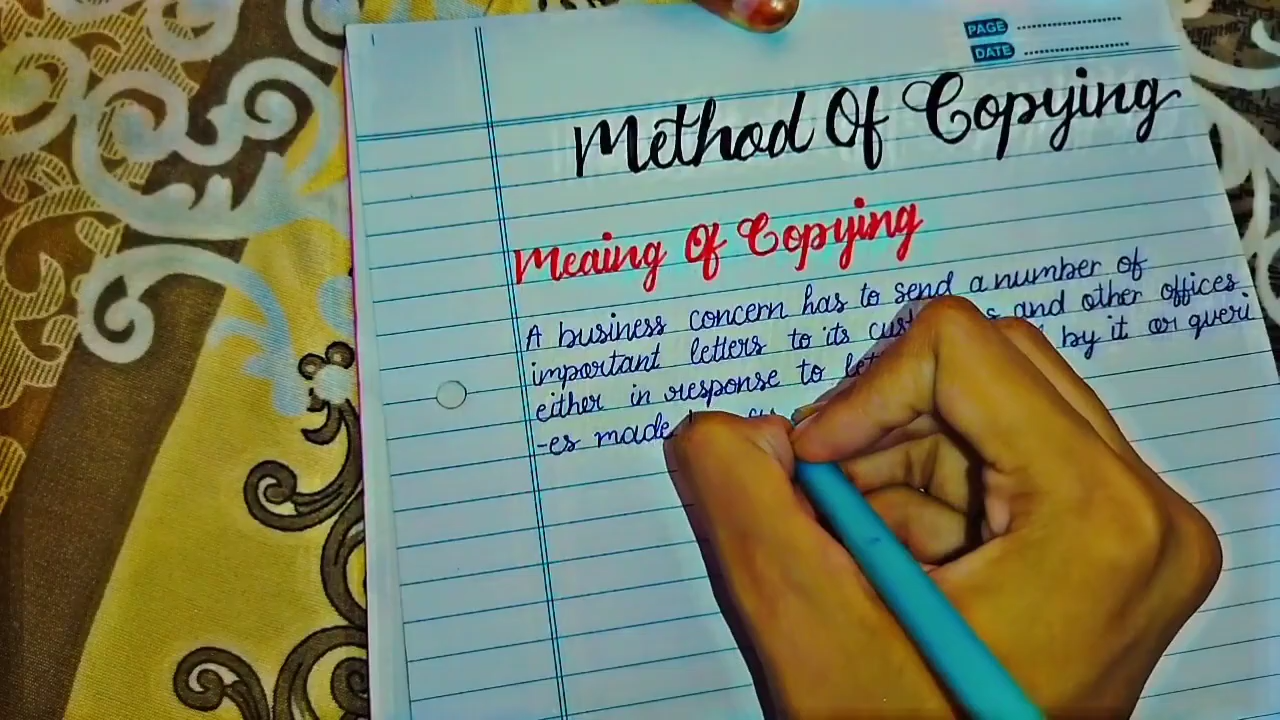 PAGE
DATE
Method Of Copying
Meaing Of Copying
A business concern has to send a number of
important letters to its and other offices
either in response to by it or queri
-es made